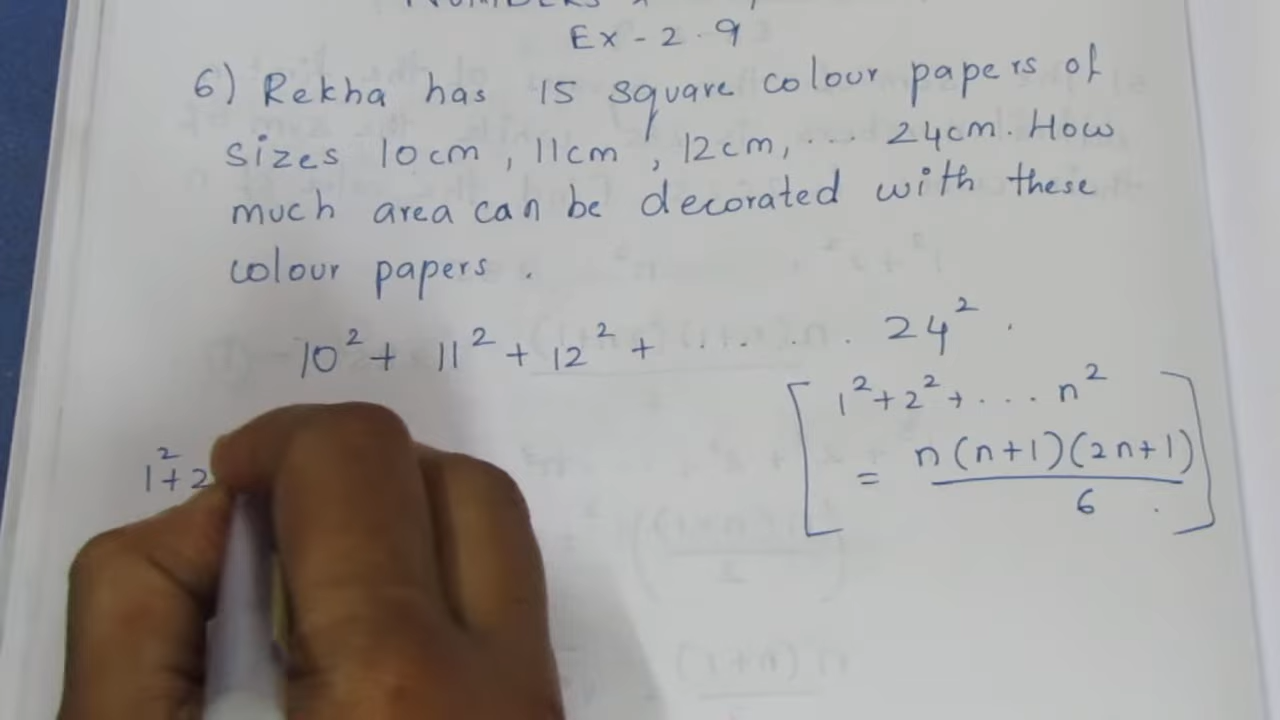 Ex - 2.9
6) Rekha has 15 square colour papers of
sizes 10cm, 11cm, 12cm, ... 24cm. How
much area can be decorated with these
colour papers.
10² + 11² + 12² + ..... 24².
[1² + 2² + ... n²
= n(n+1)(2n+1)/6.]
1² + 2